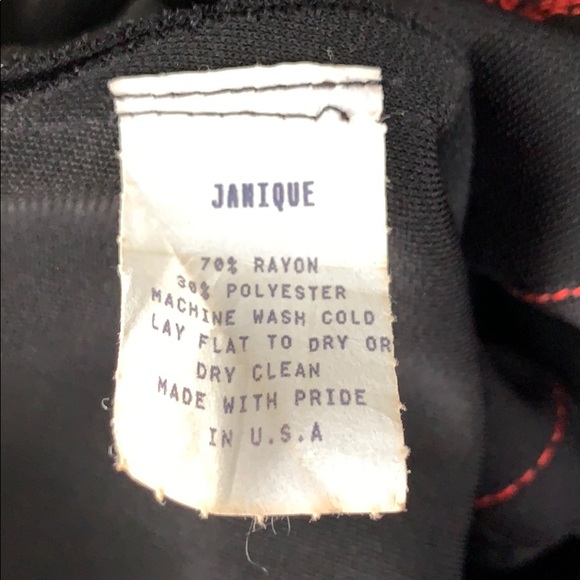 JANIQUE
70% RAYON
30% POLYESTER
MACHINE WASH COLD
LAY FLAT TO DRY OR
DRY CLEAN
MADE WITH PRIDE
IN U.S.A